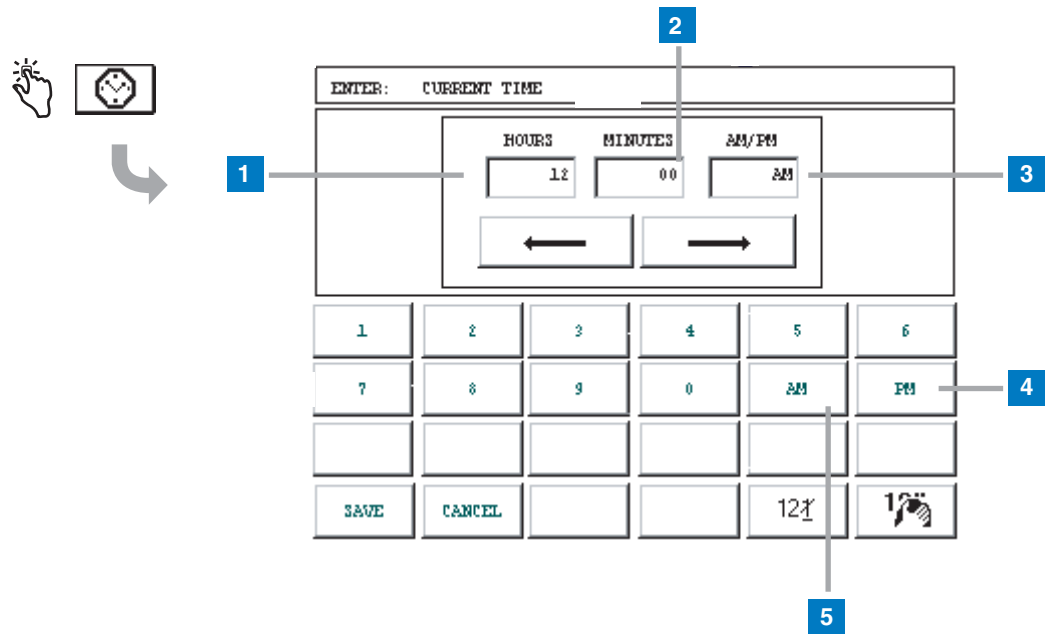 2
ENTER: CURRENT TIME
HOURS MINUTES AM/PM
1 12 00 AM 3
1 2 3 4 5 6
7 8 9 0 AM PM 4
SAVE CANCEL 121
5